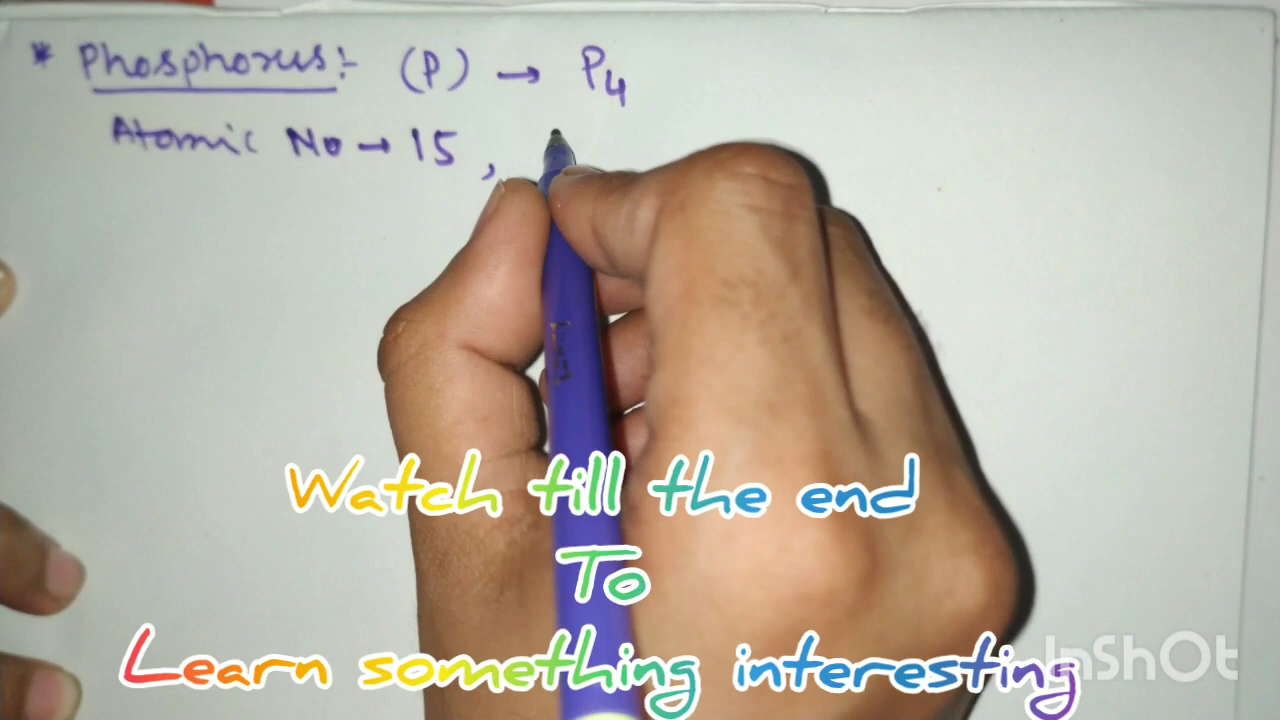 * Phosphorus:- (P) → P₄
Atomic No → 15 ,
Watch till the end
To
Learn something interesting
InShOt